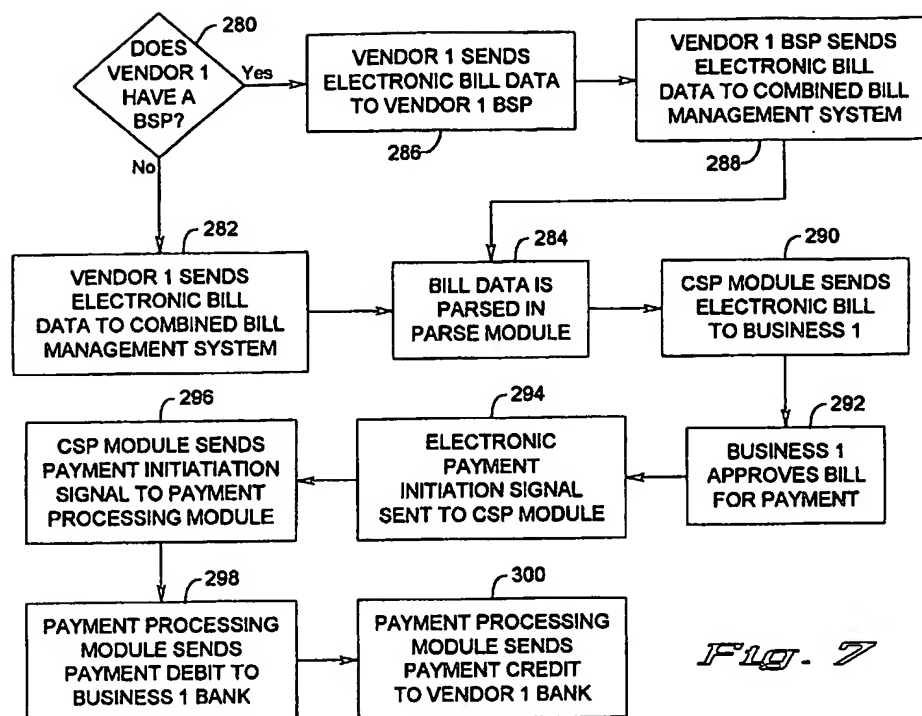 280
DOES
VENDOR 1
HAVE A
BSP?
Yes
No
VENDOR 1 SENDS
ELECTRONIC BILL DATA
TO VENDOR 1 BSP
286
VENDOR 1 BSP SENDS
ELECTRONIC BILL
DATA TO COMBINED BILL
MANAGEMENT SYSTEM
288
282
VENDOR 1 SENDS
ELECTRONIC BILL
DATA TO COMBINED BILL
MANAGEMENT SYSTEM
284
BILL DATA IS
PARSED IN
PARSE MODULE
290
CSP MODULE SENDS
ELECTRONIC BILL
TO BUSINESS 1
292
BUSINESS 1
APPROVES BILL
FOR PAYMENT
294
ELECTRONIC
PAYMENT
INITIATION SIGNAL
SENT TO CSP MODULE
296
CSP MODULE SENDS
PAYMENT INITIATIATION
SIGNAL TO PAYMENT
PROCESSING MODULE
298
PAYMENT PROCESSING
MODULE SENDS
PAYMENT DEBIT TO
BUSINESS 1 BANK
300
PAYMENT PROCESSING
MODULE SENDS
PAYMENT CREDIT
TO VENDOR 1 BANK
Fig. 7